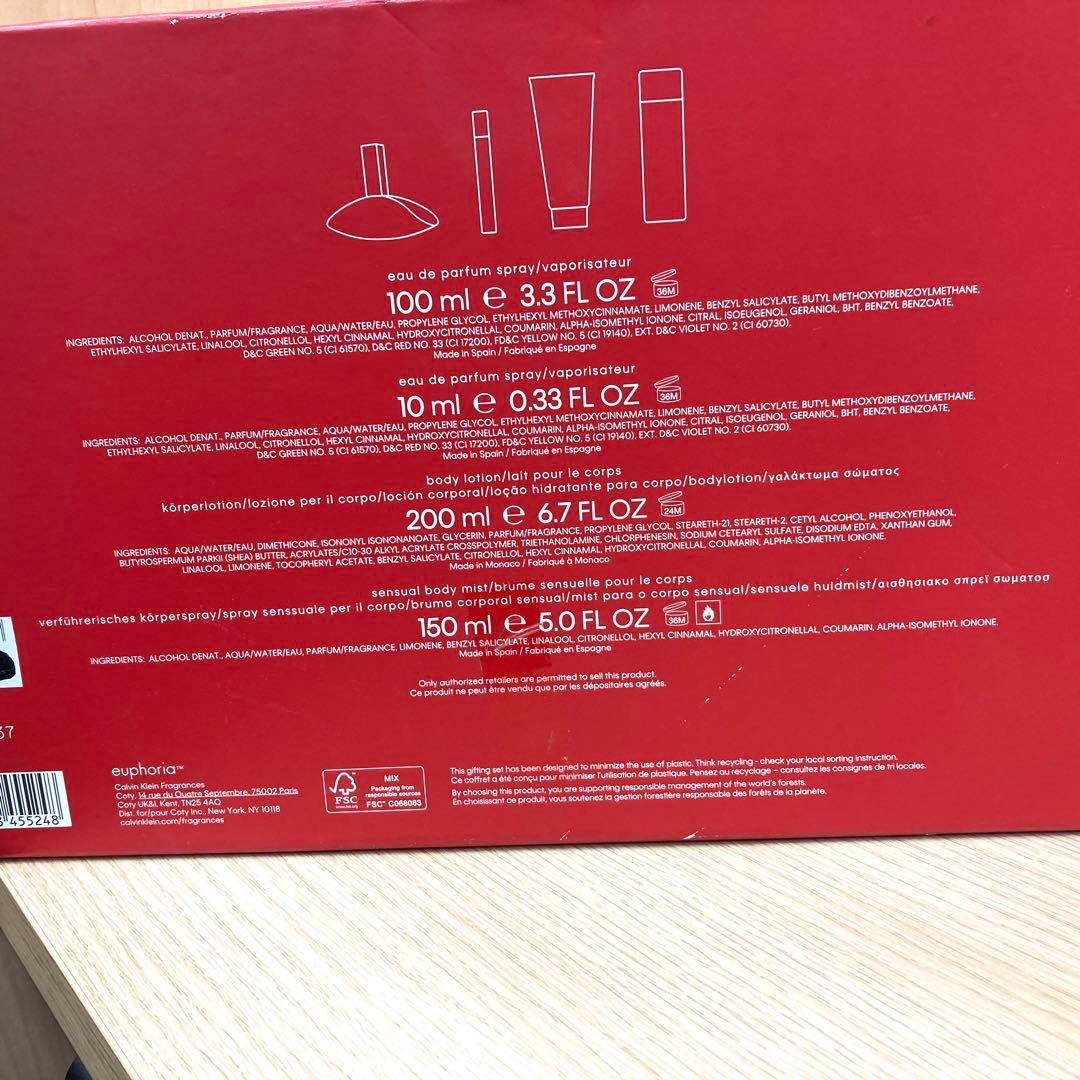 eau de parfum spray/vaporisateur
100 ml e 3.3 FL OZ 36M
INGREDIENTS: ALCOHOL DENAT., PARFUM/FRAGRANCE, AQUA/WATER/EAU, PROPYLENE GLYCOL, ETHYLHEXYL METHOXYCINNAMATE, LIMONENE, BENZYL SALICYLATE, BUTYL METHOXYDIBENZOYLMETHANE,
ETHYLHEXYL SALICYLATE, LINALOOL, CITRONELLOL, HEXYL CINNAMAL, HYDROXYCITRONELLAL, COUMARIN, ALPHA-ISOMETHYL IONONE, CITRAL, ISOEUGENOL, GERANIOL, BHT, BENZYL BENZOATE,
D&C GREEN NO. 5 (CI 61570), D&C RED NO. 33 (CI 17200), FD&C YELLOW NO. 5 (CI 19140), EXT. D&C VIOLET NO. 2 (CI 60730).
Made in Spain / Fabriqué en Espagne
eau de parfum spray/vaporisateur
10 ml e 0.33 FL OZ 36M
INGREDIENTS: ALCOHOL DENAT., PARFUM/FRAGRANCE, AQUA/WATER/EAU, PROPYLENE GLYCOL, ETHYLHEXYL METHOXYCINNAMATE, LIMONENE, BENZYL SALICYLATE, BUTYL METHOXYDIBENZOYLMETHANE,
ETHYLHEXYL SALICYLATE, LINALOOL, CITRONELLOL, HEXYL CINNAMAL, HYDROXYCITRONELLAL, COUMARIN, ALPHA-ISOMETHYL IONONE, CITRAL, ISOEUGENOL, GERANIOL, BHT, BENZYL BENZOATE,
D&C GREEN NO. 5 (CI 61570), D&C RED NO. 33 (CI 17200), FD&C YELLOW NO. 5 (CI 19140), EXT. D&C VIOLET NO. 2 (CI 60730).
Made in Spain / Fabriqué en Espagne
body lotion/lait pour le corps
körperlotion/lozione per il corpo/loción corporal/loção hidratante para corpo/bodylotion/γαλάκτωμα σώματος
200 ml e 6.7 FL OZ 24M
INGREDIENTS: AQUA/WATER/EAU, DIMETHICONE, ISONONYL ISONONANOATE, GLYCERIN, PARFUM/FRAGRANCE, PROPYLENE GLYCOL, STEARETH-21, STEARETH-2, CETYL ALCOHOL, PHENOXYETHANOL,
BUTYROSPERMUM PARKII (SHEA) BUTTER, ACRYLATES/C10-30 ALKYL ACRYLATE CROSSPOLYMER, TRIETHANOLAMINE, CHLORPHENESIN, SODIUM CETEARYL SULFATE, DISODIUM EDTA, XANTHAN GUM,
LINALOOL, LIMONENE, TOCOPHERYL ACETATE, BENZYL SALICYLATE, CITRONELLOL, HEXYL CINNAMAL, HYDROXYCITRONELLAL, COUMARIN, ALPHA-ISOMETHYL IONONE.
Made in Monaco / Fabriqué à Monaco
sensual body mist/brume sensuelle pour le corps
verführerisches körperspray/spray senssuale per il corpo/bruma corporal sensual/mist para o corpo sensual/sensuele huidmist/αισθησιακο σπρεϊ σωματοσ
150 ml e 5.0 FL OZ 36M
INGREDIENTS: ALCOHOL DENAT., AQUA/WATER/EAU, PARFUM/FRAGRANCE, LIMONENE, BENZYL SALICYLATE, LINALOOL, CITRONELLOL, HEXYL CINNAMAL, HYDROXYCITRONELLAL, COUMARIN, ALPHA-ISOMETHYL IONONE.
Made in Spain / Fabriqué en Espagne
Only authorized retailers are permitted to sell this product.
Ce produit ne peut être vendu que par les dépositaires agréés.
37
455248
euphoria™
Calvin Klein Fragrances
Coty, 14 rue du Quatre Septembre, 75002 Paris
Coty UK&I, Kent, TN25 4AQ
Dist. for/pour Coty Inc., New York, NY 10118
calvinklein.com/fragrances
FSC
www.fsc.org
MIX
Packaging from
responsible sources
FSC™ C068063
This gifting set has been designed to minimize the use of plastic. Think recycling - check your local sorting instruction.
Ce coffret a été conçu pour minimiser l'utilisation de plastique. Pensez au recyclage – consultez les consignes de tri locales.
By choosing this product, you are supporting responsible management of the world's forests.
En choisissant ce produit, vous soutenez la gestion forestière responsable des forêts de la planète.